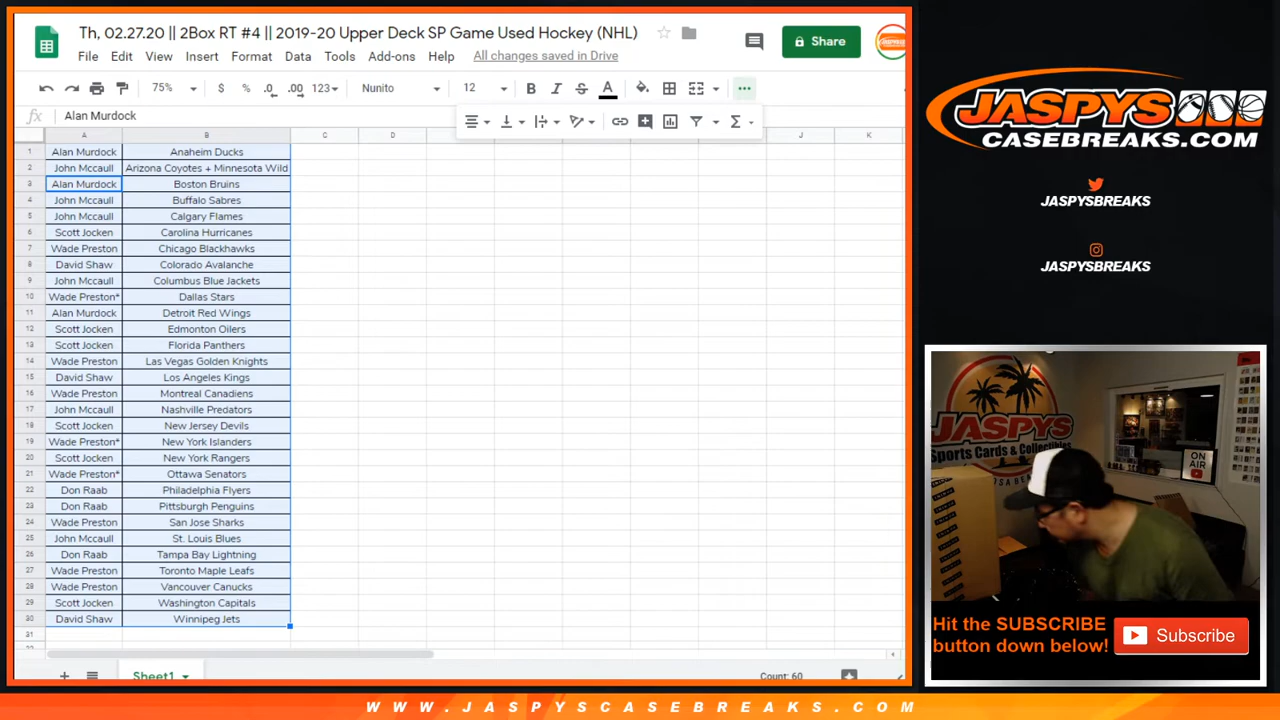 Th, 02.27.20 || 2Box RT #4 || 2019-20 Upper Deck SP Game Used Hockey (NHL)
File Edit View Insert Format Data Tools Add-ons Help All changes saved in Drive
Share
75% $ % .0 .00 123 Nunito 12 B I S A
fx Alan Murdock
A B C D E F G H I J K
1 Alan Murdock Anaheim Ducks
2 John Mccaull Arizona Coyotes + Minnesota Wild
3 Alan Murdock Boston Bruins
4 John Mccaull Buffalo Sabres
5 John Mccaull Calgary Flames
6 Scott Jocken Carolina Hurricanes
7 Wade Preston Chicago Blackhawks
8 David Shaw Colorado Avalanche
9 John Mccaull Columbus Blue Jackets
10 Wade Preston* Dallas Stars
11 Alan Murdock Detroit Red Wings
12 Scott Jocken Edmonton Oilers
13 Scott Jocken Florida Panthers
14 Wade Preston Las Vegas Golden Knights
15 David Shaw Los Angeles Kings
16 Wade Preston Montreal Canadiens
17 John Mccaull Nashville Predators
18 Scott Jocken New Jersey Devils
19 Wade Preston* New York Islanders
20 Scott Jocken New York Rangers
21 Wade Preston* Ottawa Senators
22 Don Raab Philadelphia Flyers
23 Don Raab Pittsburgh Penguins
24 Wade Preston San Jose Sharks
25 John Mccaull St. Louis Blues
26 Don Raab Tampa Bay Lightning
27 Wade Preston Toronto Maple Leafs
28 Wade Preston Vancouver Canucks
29 Scott Jocken Washington Capitals
30 David Shaw Winnipeg Jets
31
Sheet1 Count: 60
JASPYS
CASEBREAKS.COM
JASPYSBREAKS
JASPYSBREAKS
JASPYS
Sports Cards & Collectibles
ON
AIR
Hit the SUBSCRIBE
button down below!
Subscribe
WWW.JASPYSCASEBREAKS.COM